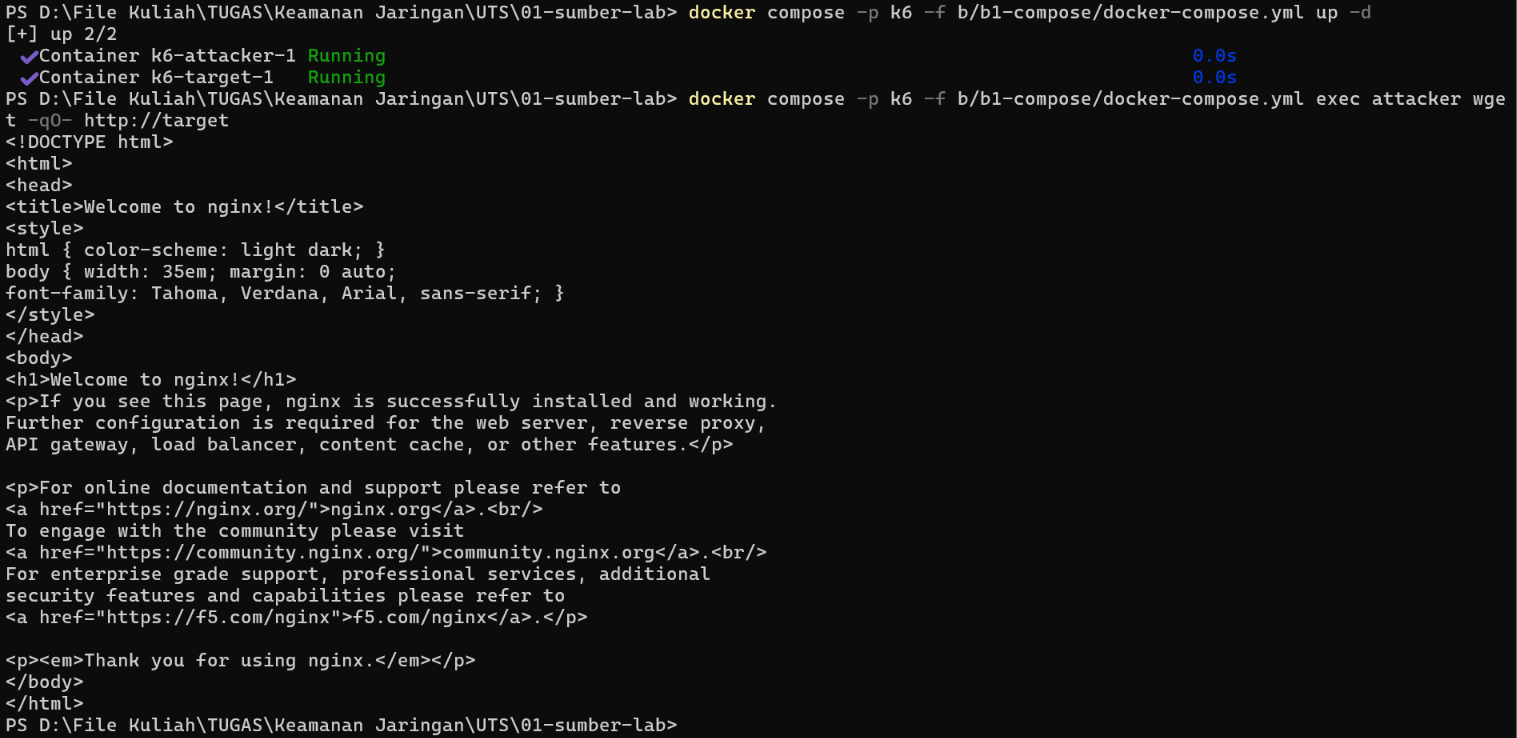 PS D:\File Kuliah\TUGAS\Keamanan Jaringan\UTS\01-sumber-lab> docker compose -p k6 -f b/b1-compose/docker-compose.yml up -d
[+] up 2/2
✔Container k6-attacker-1 Running 0.0s
✔Container k6-target-1 Running 0.0s
PS D:\File Kuliah\TUGAS\Keamanan Jaringan\UTS\01-sumber-lab> docker compose -p k6 -f b/b1-compose/docker-compose.yml exec attacker wge
t -qO- http://target
<!DOCTYPE html>
<html>
<head>
<title>Welcome to nginx!</title>
<style>
html { color-scheme: light dark; }
body { width: 35em; margin: 0 auto;
font-family: Tahoma, Verdana, Arial, sans-serif; }
</style>
</head>
<body>
<h1>Welcome to nginx!</h1>
<p>If you see this page, nginx is successfully installed and working.
Further configuration is required for the web server, reverse proxy,
API gateway, load balancer, content cache, or other features.</p>

<p>For online documentation and support please refer to
<a href="https://nginx.org/">nginx.org</a>.<br/>
To engage with the community please visit
<a href="https://community.nginx.org/">community.nginx.org</a>.<br/>
For enterprise grade support, professional services, additional
security features and capabilities please refer to
<a href="https://f5.com/nginx">f5.com/nginx</a>.</p>

<p><em>Thank you for using nginx.</em></p>
</body>
</html>
PS D:\File Kuliah\TUGAS\Keamanan Jaringan\UTS\01-sumber-lab>